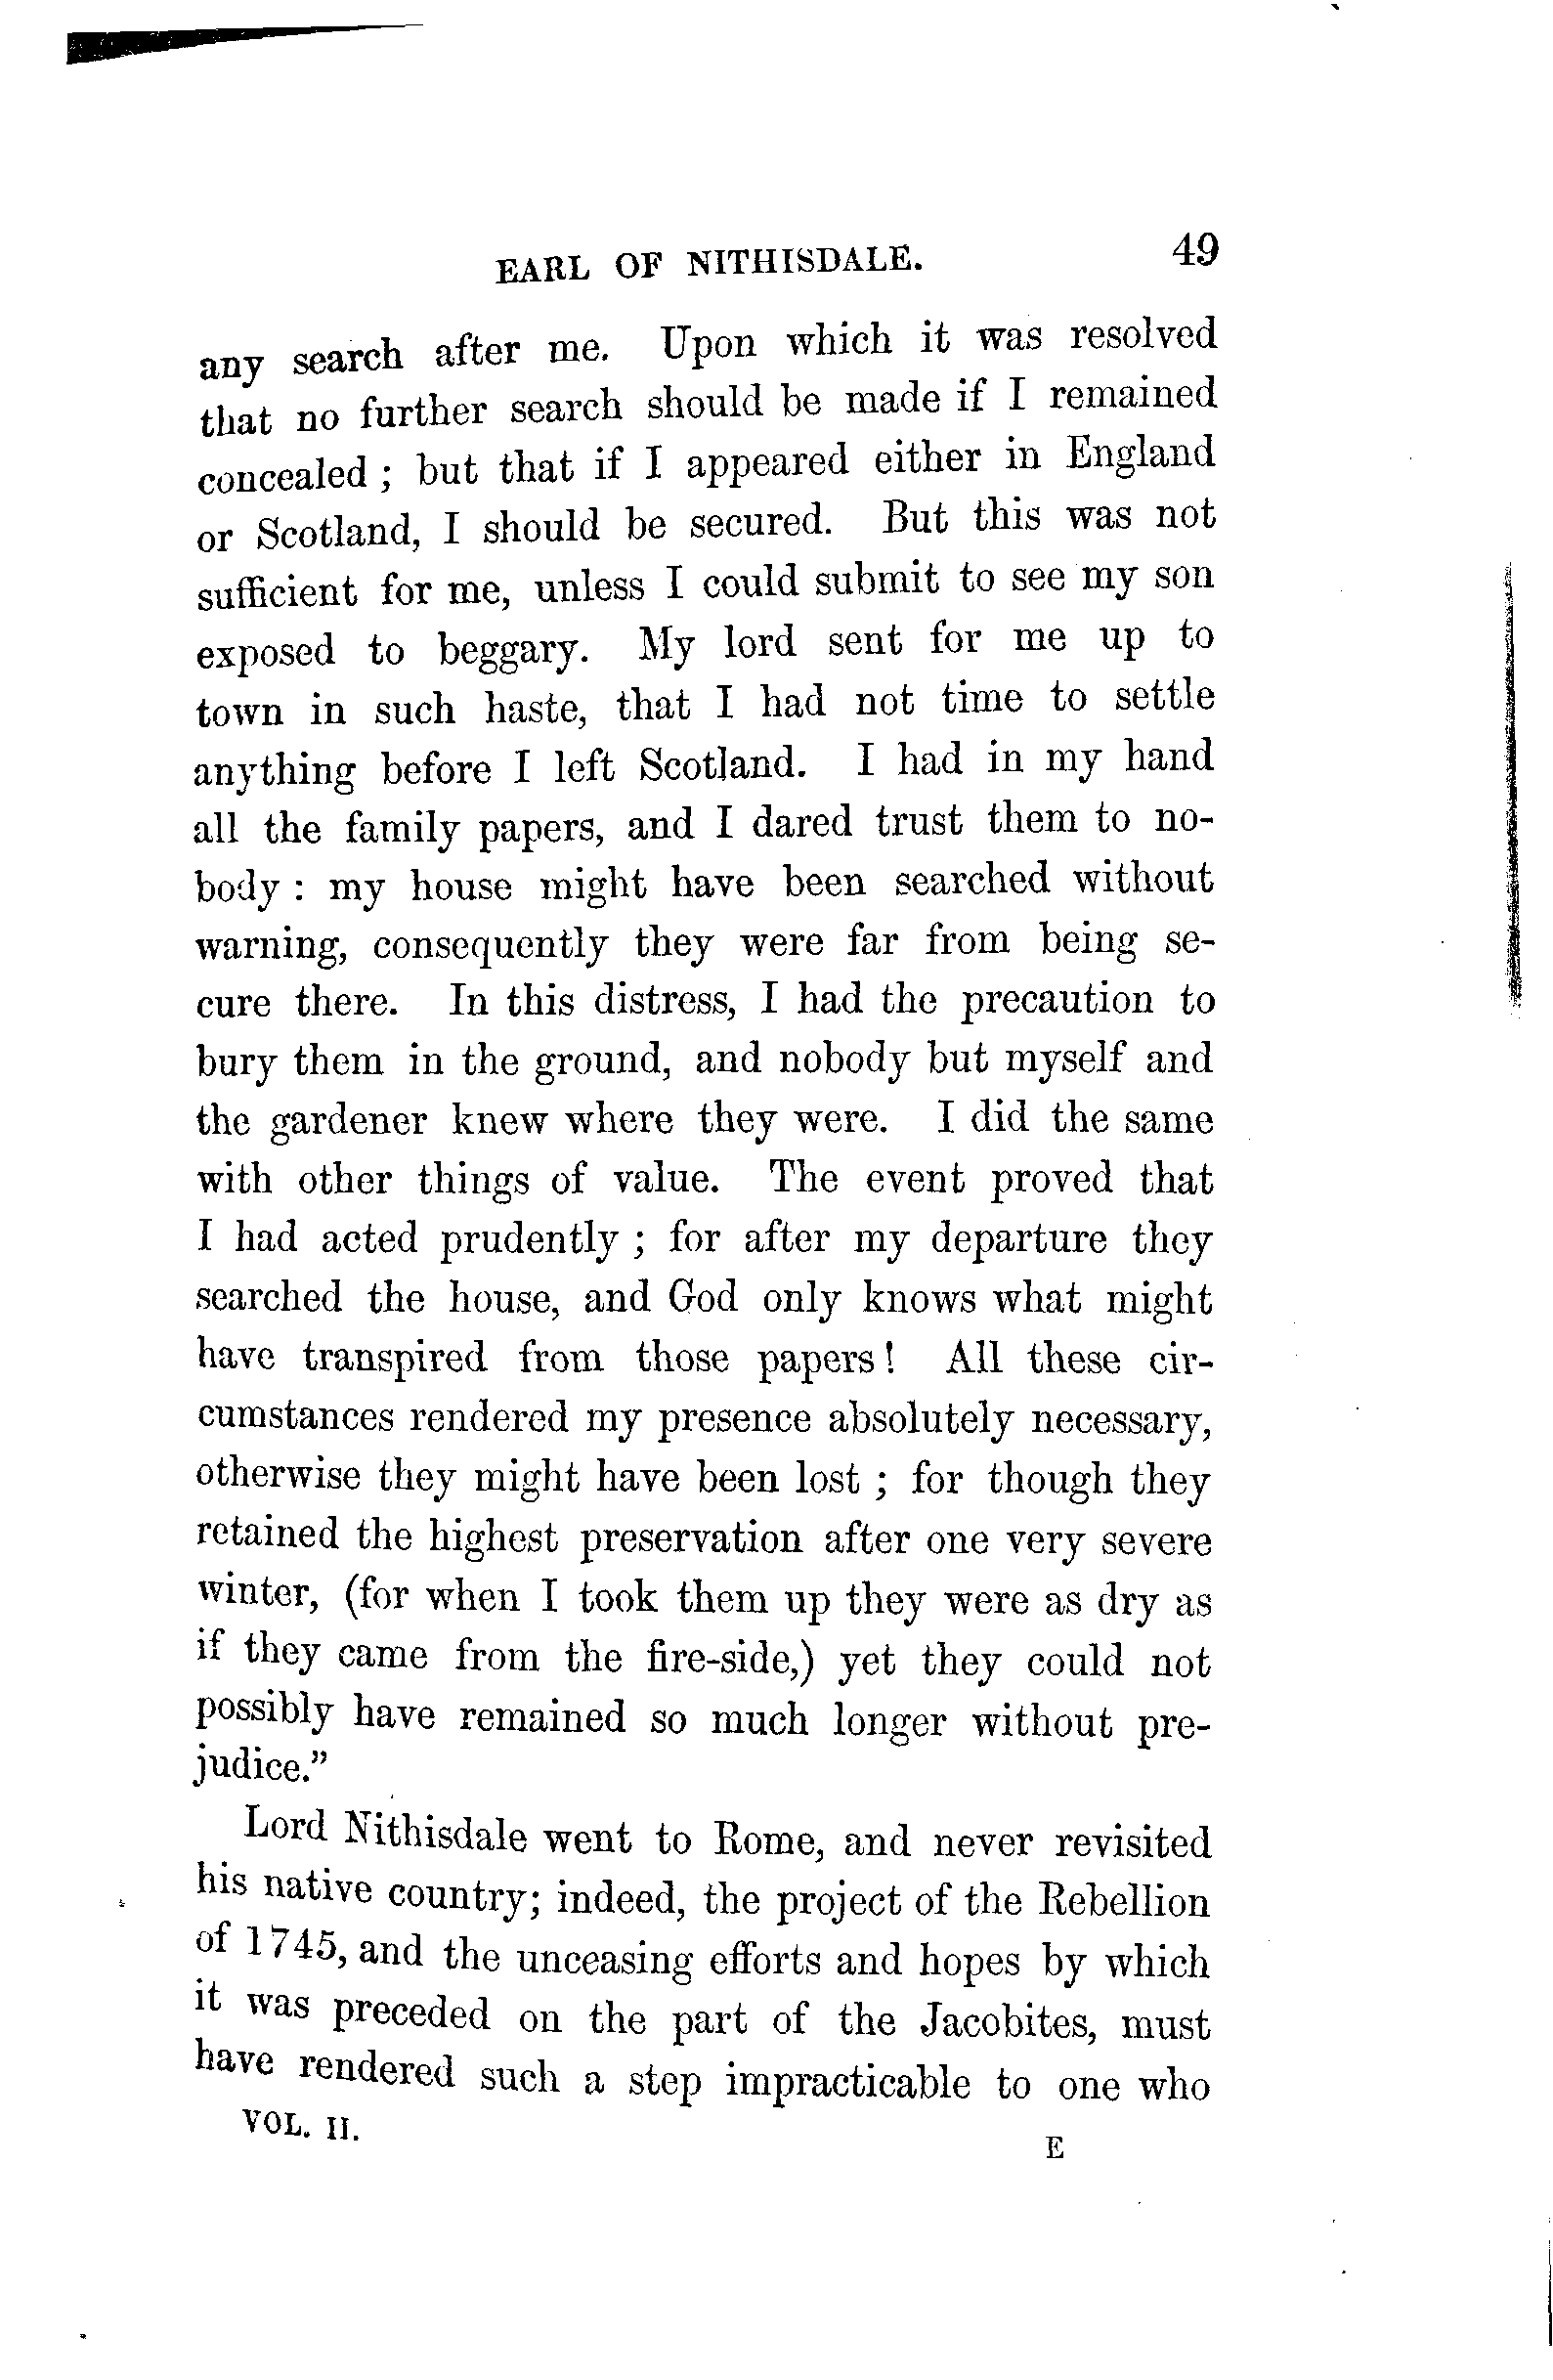 EARL OF NITHISDALE. 49
any search after me. Upon which it was resolved
that no further search should be made if I remained
concealed ; but that if I appeared either in England
or Scotland, I should be secured. But this was not
sufficient for me, unless I could submit to see my son
exposed to beggary. My lord sent for me up to
town in such haste, that I had not time to settle
anything before I left Scotland. I had in my hand
all the family papers, and I dared trust them to no-
body : my house might have been searched without
warning, consequently they were far from being se-
cure there. In this distress, I had the precaution to
bury them in the ground, and nobody but myself and
the gardener knew where they were. I did the same
with other things of value. The event proved that
I had acted prudently ; for after my departure they
searched the house, and God only knows what might
have transpired from those papers! All these cir-
cumstances rendered my presence absolutely necessary,
otherwise they might have been lost ; for though they
retained the highest preservation after one very severe
winter, (for when I took them up they were as dry as
if they came from the fire-side,) yet they could not
possibly have remained so much longer without pre-
judice.”
Lord Nithisdale went to Rome, and never revisited
his native country; indeed, the project of the Rebellion
of 1745, and the unceasing efforts and hopes by which
it was preceded on the part of the Jacobites, must
have rendered such a step impracticable to one who
VOL. II. E